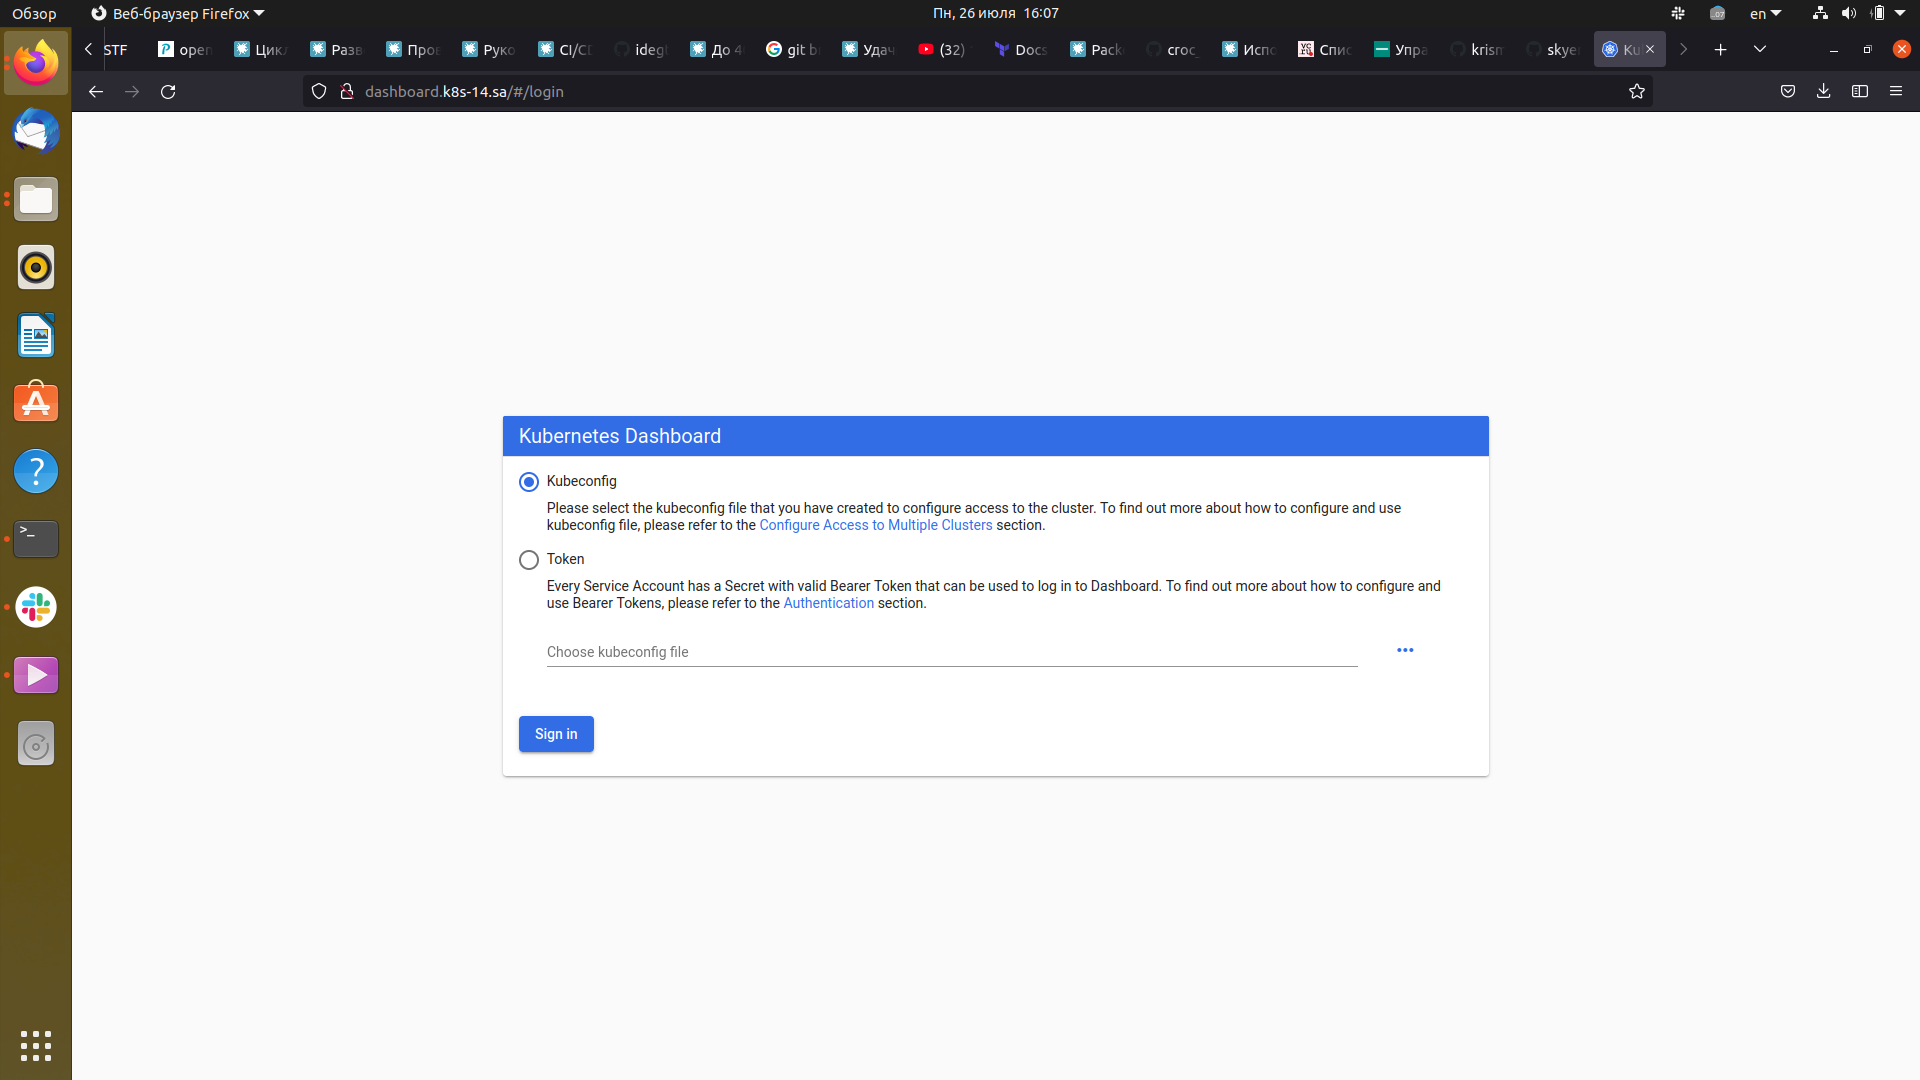 Обзор
Веб-браузер Firefox
Пн, 26 июля 16:07
en
STF
open
Цик
Разв
Про
Руко
CI/CI
ideg
До 4
git b
Удач
(32)
Docs
Pack
croc_
Испо
Спис
Упра
krism
skye
Ku
dashboard.k8s-14.sa/#/login
Kubernetes Dashboard
Kubeconfig
Please select the kubeconfig file that you have created to configure access to the cluster. To find out more about how to configure and use
kubeconfig file, please refer to the Configure Access to Multiple Clusters section.
Token
Every Service Account has a Secret with valid Bearer Token that can be used to log in to Dashboard. To find out more about how to configure and
use Bearer Tokens, please refer to the Authentication section.
Choose kubeconfig file
Sign in